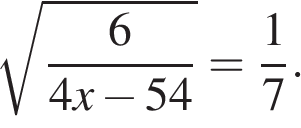 √(6/(4x − 54)) = 1/7.